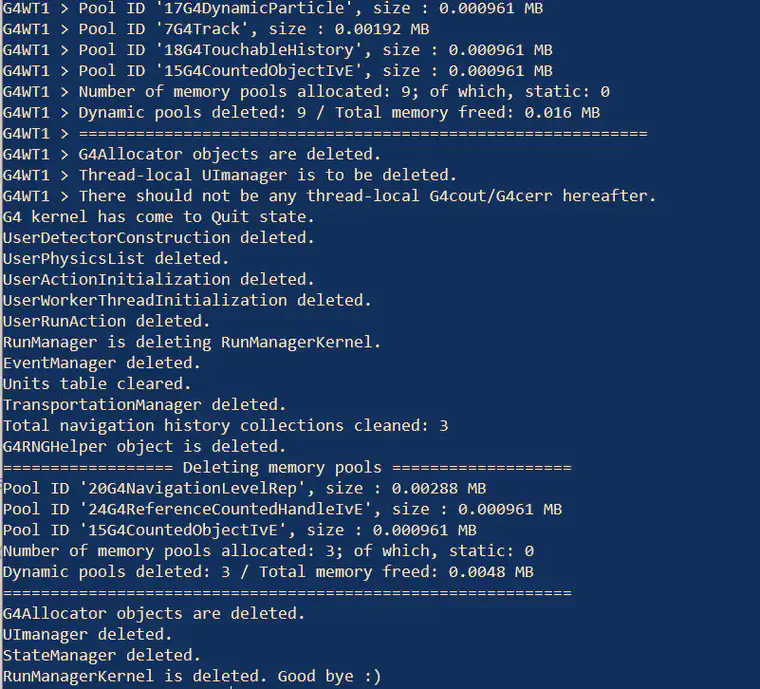 G4WT1 > Pool ID '17G4DynamicParticle', size : 0.000961 MB
G4WT1 > Pool ID '7G4Track', size : 0.00192 MB
G4WT1 > Pool ID '18G4TouchableHistory', size : 0.000961 MB
G4WT1 > Pool ID '15G4CountedObjectIvE', size : 0.000961 MB
G4WT1 > Number of memory pools allocated: 9; of which, static: 0
G4WT1 > Dynamic pools deleted: 9 / Total memory freed: 0.016 MB
G4WT1 > ============================================================
G4WT1 > G4Allocator objects are deleted.
G4WT1 > Thread-local UImanager is to be deleted.
G4WT1 > There should not be any thread-local G4cout/G4cerr hereafter.
G4 kernel has come to Quit state.
UserDetectorConstruction deleted.
UserPhysicsList deleted.
UserActionInitialization deleted.
UserWorkerThreadInitialization deleted.
UserRunAction deleted.
RunManager is deleting RunManagerKernel.
EventManager deleted.
Units table cleared.
TransportationManager deleted.
Total navigation history collections cleaned: 3
G4RNGHelper object is deleted.
================== Deleting memory pools ===================
Pool ID '20G4NavigationLevelRep', size : 0.00288 MB
Pool ID '24G4ReferenceCountedHandleIvE', size : 0.000961 MB
Pool ID '15G4CountedObjectIvE', size : 0.000961 MB
Number of memory pools allocated: 3; of which, static: 0
Dynamic pools deleted: 3 / Total memory freed: 0.0048 MB
============================================================
G4Allocator objects are deleted.
UImanager deleted.
StateManager deleted.
RunManagerKernel is deleted. Good bye :)